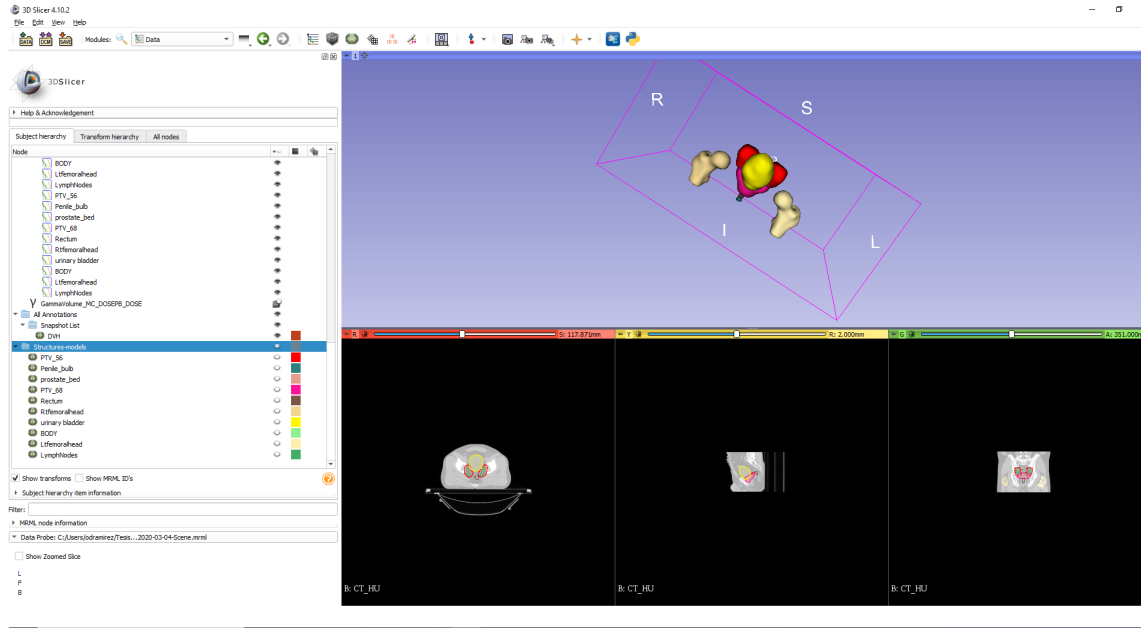 3D Slicer 4.10.2
File Edit View Help
DATA DCM SAVE Modules: Data
3DSlicer
Help & Acknowledgement
Subject hierarchy Transform hierarchy All nodes
Node
BODY
Ltfemoralhead
LymphNodes
PTV_56
Penile_bulb
prostate_bed
PTV_68
Rectum
Rtfemoralhead
urinary bladder
BODY
Ltfemoralhead
LymphNodes
GammaVolume_MC_DOSEPB_DOSE
All Annotations
Snapshot List
DVH
Structures-models
PTV_56
Penile_bulb
prostate_bed
PTV_68
Rectum
Rtfemoralhead
urinary bladder
BODY
Ltfemoralhead
LymphNodes
Show transforms Show MRML ID's
Subject hierarchy item information
Filter:
MRML node information
Data Probe: C:/Users/odramirez/Tesis...2020-03-04-Scene.mrml
Show Zoomed Slice
L
F
B
1
R
S
I
L
R S: 117.871mm
Y R: 2.000mm
G A: 351.000m
B: CT_HU
B: CT_HU
B: CT_HU